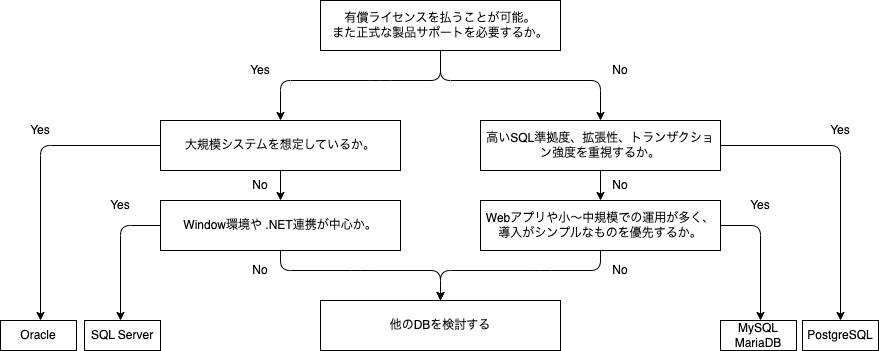 有償ライセンスを払うことが可能。
また正式な製品サポートを必要するか。
Yes
No
Yes
大規模システムを想定しているか。
高いSQL準拠度、拡張性、トランザクション
強度を重視するか。
Yes
No
No
Yes
Window環境や .NET連携が中心か。
Webアプリや小〜中規模での運用が多く、
導入がシンプルなものを優先するか。
Yes
No
No
Oracle
SQL Server
他のDBを検討する
MySQL
MariaDB
PostgreSQL